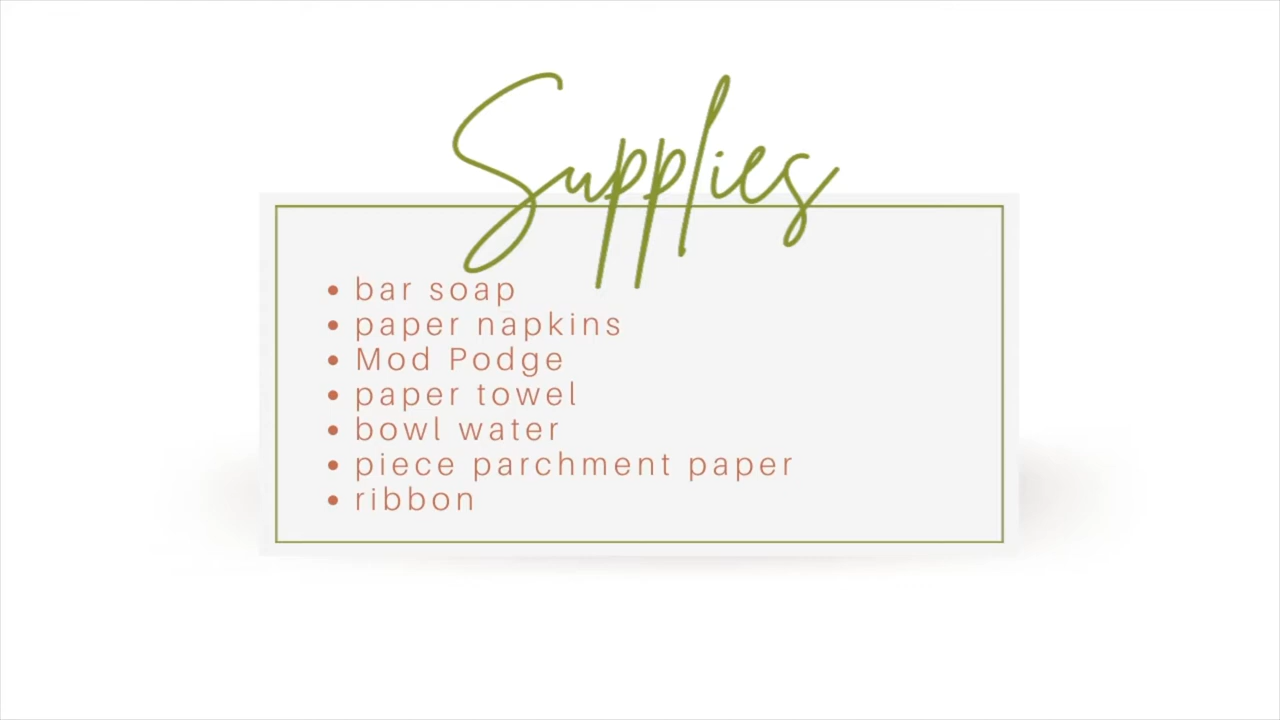 Supplies
• bar soap
• paper napkins
• Mod Podge
• paper towel
• bowl water
• piece parchment paper
• ribbon